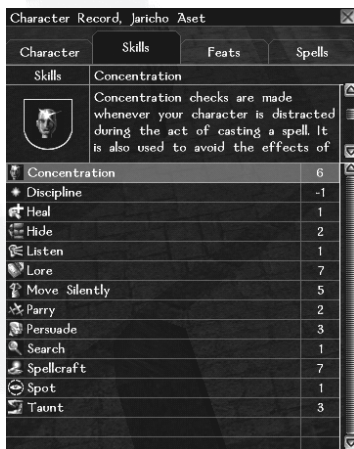 Character Record, Jaricho Aset
Character Skills Feats Spells
Skills Concentration
Concentration checks are made
whenever your character is distracted
during the act of casting a spell. It
is also used to avoid the effects of
Concentration 6
Discipline -1
Heal 1
Hide 2
Listen 1
Lore 7
Move Silently 5
Parry 2
Persuade 3
Search 1
Spellcraft 7
Spot 1
Taunt 3